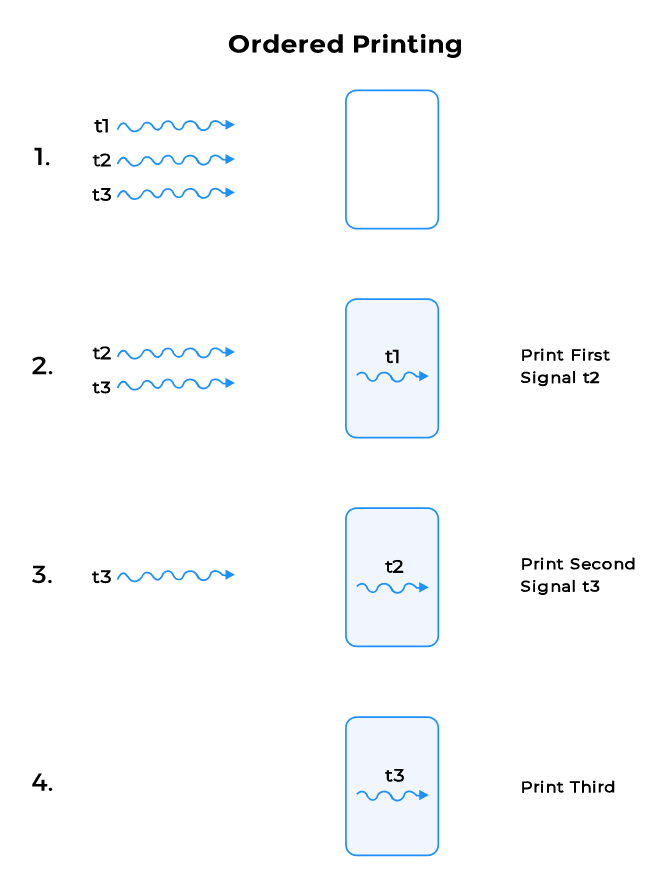 Ordered Printing
1.
t1
t2
t3
2.
t2
t3
t1
Print First
Signal t2
3.
t3
t2
Print Second
Signal t3
4.
t3
Print Third